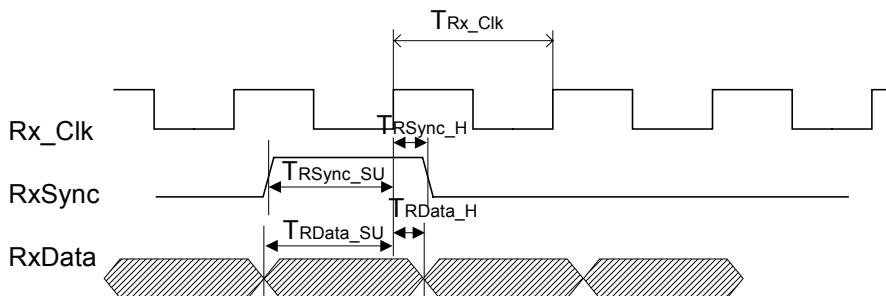 TRx_Clk
Rx_Clk
TRSync_H
TRSync_SU
RxSync
TRData_H
TRData_SU
RxData